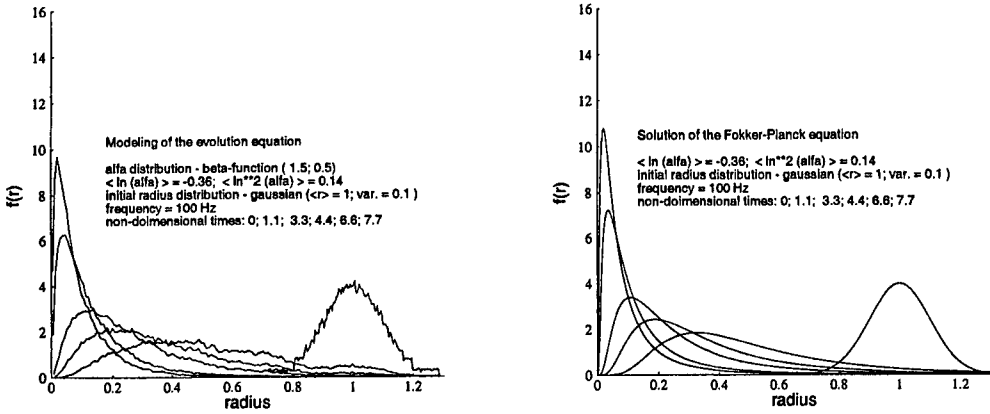 16
14
12
10
8
6
4
2
0
f(r)
Modeling of the evolution equation
alfa distribution - beta-function ( 1.5; 0.5)
< ln (alfa) > = -0.36; < ln**2 (alfa) > = 0.14
initial radius distribution - gaussian (<r> = 1; var. = 0.1 )
frequency = 100 Hz
non-doimensional times: 0; 1.1; 3.3; 4.4; 6.6; 7.7
0 0.2 0.4 0.6 0.8 1 1.2
radius
16
14
12
10
8
6
4
2
0
f(r)
Solution of the Fokker-Planck equation
< ln (alfa) > = -0.36; < ln**2 (alfa) > = 0.14
initial radius distribution - gaussian (<r> = 1; var. = 0.1 )
frequency = 100 Hz
non-doimensional times: 0; 1.1; 3.3; 4.4; 6.6; 7.7
0 0.2 0.4 0.6 0.8 1 1.2
radius